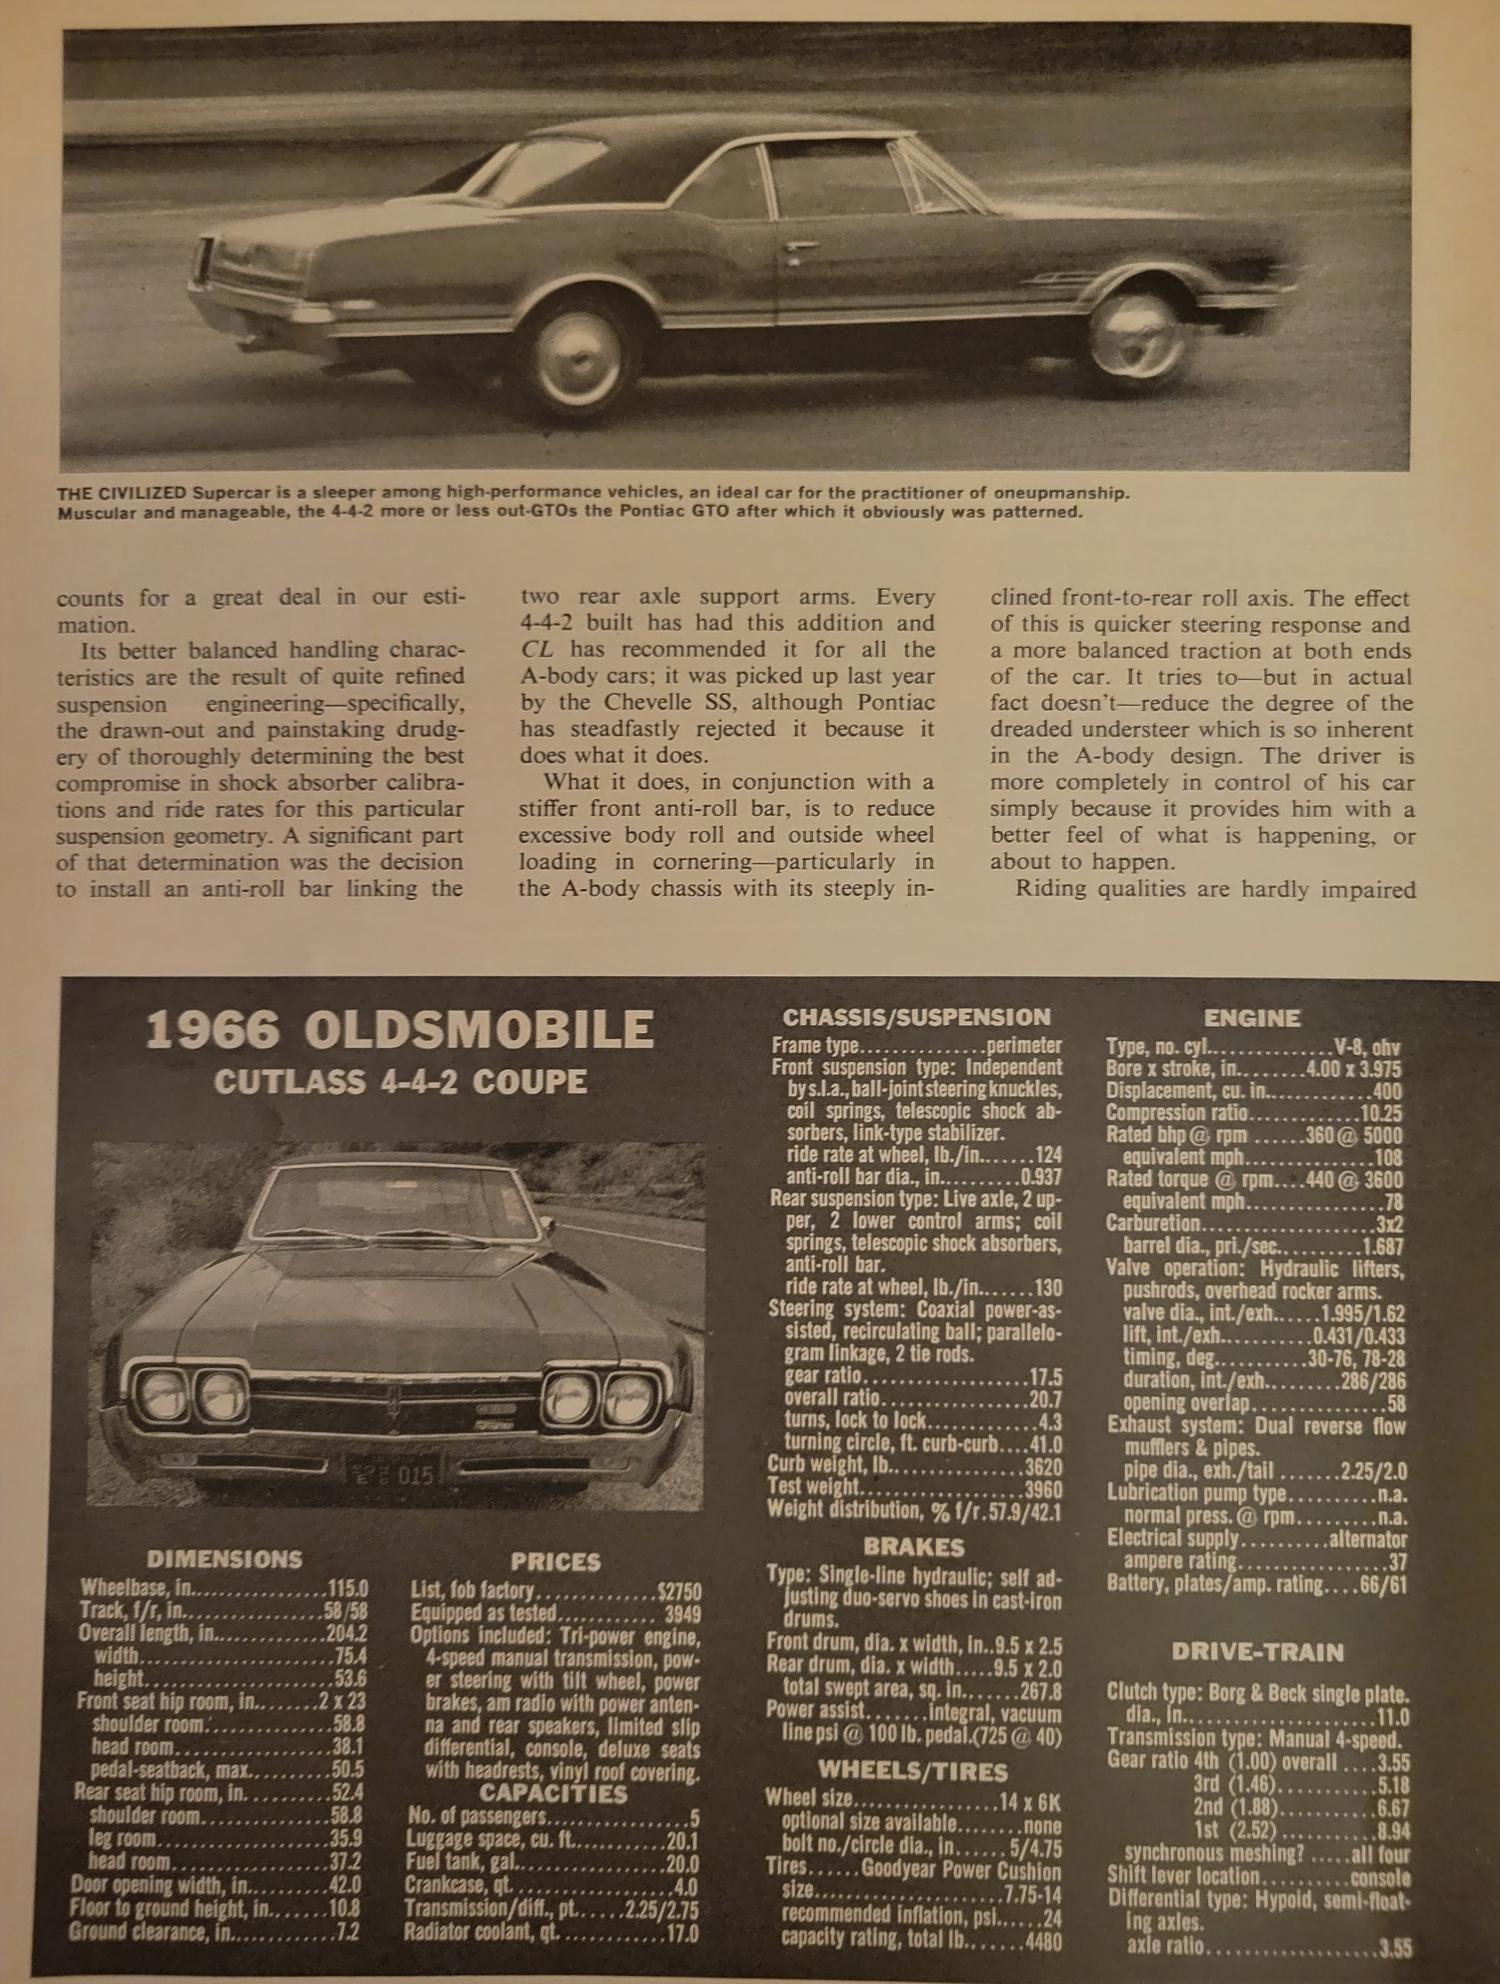 THE CIVILIZED Supercar is a sleeper among high-performance vehicles, an ideal car for the practitioner of oneupmanship.
Muscular and manageable, the 4-4-2 more or less out-GTOs the Pontiac GTO after which it obviously was patterned.
counts for a great deal in our esti-
mation.
Its better balanced handling charac-
teristics are the result of quite refined
suspension engineering—specifically,
the drawn-out and painstaking drudg-
ery of thoroughly determining the best
compromise in shock absorber calibra-
tions and ride rates for this particular
suspension geometry. A significant part
of that determination was the decision
to install an anti-roll bar linking the
two rear axle support arms. Every
4-4-2 built has had this addition and
CL has recommended it for all the
A-body cars; it was picked up last year
by the Chevelle SS, although Pontiac
has steadfastly rejected it because it
does what it does.
What it does, in conjunction with a
stiffer front anti-roll bar, is to reduce
excessive body roll and outside wheel
loading in cornering—particularly in
the A-body chassis with its steeply in-
clined front-to-rear roll axis. The effect
of this is quicker steering response and
a more balanced traction at both ends
of the car. It tries to—but in actual
fact doesn't—reduce the degree of the
dreaded understeer which is so inherent
in the A-body design. The driver is
more completely in control of his car
simply because it provides him with a
better feel of what is happening, or
about to happen.
Riding qualities are hardly impaired
1966 OLDSMOBILE
CUTLASS 4-4-2 COUPE
015
DIMENSIONS
Wheelbase, in.................115.0
Track, f/r, in..................58/58
Overall length, in..............204.2
width.........................75.4
height........................53.6
Front seat hip room, in........2 x 23
shoulder room.................58.8
head room.....................38.1
pedal-seatback, max...........50.5
Rear seat hip room, in..........52.4
shoulder room.................58.8
leg room......................35.9
head room.....................37.2
Door opening width, in..........42.0
Floor to ground height, in.......10.8
Ground clearance, in.............7.2
PRICES
List, fob factory..............$2750
Equipped as tested............ 3949
Options included: Tri-power engine,
4-speed manual transmission, pow-
er steering with tilt wheel, power
brakes, am radio with power anten-
na and rear speakers, limited slip
differential, console, deluxe seats
with headrests, vinyl roof covering.
CAPACITIES
No. of passengers.................5
Luggage space, cu. ft...........20.1
Fuel tank, gal..................20.0
Crankcase, qt....................4.0
Transmission/diff., pt......2.25/2.75
Radiator coolant, qt. ............17.0
CHASSIS/SUSPENSION
Frame type...............perimeter
Front suspension type: Independent
by s.l.a., ball-joint steering knuckles,
coil springs, telescopic shock ab-
sorbers, link-type stabilizer.
ride rate at wheel, lb./in.......124
anti-roll bar dia., in..........0.937
Rear suspension type: Live axle, 2 up-
per, 2 lower control arms; coil
springs, telescopic shock absorbers,
anti-roll bar.
ride rate at wheel, lb./in.......130
Steering system: Coaxial power-as-
sisted, recirculating ball; parallelo-
gram linkage, 2 tie rods.
gear ratio....................17.5
overall ratio..................20.7
turns, lock to lock..............4.3
turning circle, ft. curb-curb....41.0
Curb weight, lb................3620
Test weight....................3960
Weight distribution, % f/r.57.9/42.1
BRAKES
Type: Single-line hydraulic; self ad-
justing duo-servo shoes in cast-iron
drums.
Front drum, dia. x width, in..9.5 x 2.5
Rear drum, dia. x width.....9.5 x 2.0
total swept area, sq. in.......267.8
Power assist.......integral, vacuum
line psi @ 100 lb. pedal.(725 @ 40)
WHEELS/TIRES
Wheel size.................14 x 6K
optional size available........none
bolt no./circle dia., in...... 5/4.75
Tires......Goodyear Power Cushion
size......................7.75-14
recommended inflation, psi......24
capacity rating, total lb.......4480
ENGINE
Type, no. cyl...............V-8, ohv
Bore x stroke, in........4.00 x 3.975
Displacement, cu. in............400
Compression ratio.............10.25
Rated bhp @ rpm ......360 @ 5000
equivalent mph................108
Rated torque @ rpm....440 @ 3600
equivalent mph.................78
Carburetion....................3x2
barrel dia., pri./sec..........1.687
Valve operation: Hydraulic lifters,
pushrods, overhead rocker arms.
valve dia., int./exh......1.995/1.62
lift, int./exh...........0.431/0.433
timing, deg...........30-76, 78-28
duration, int./exh.........286/286
opening overlap................58
Exhaust system: Dual reverse flow
mufflers & pipes.
pipe dia., exh./tail .......2.25/2.0
Lubrication pump type..........n.a.
normal press. @ rpm.........n.a.
Electrical supply..........alternator
ampere rating..................37
Battery, plates/amp. rating....66/61
DRIVE-TRAIN
Clutch type: Borg & Beck single plate.
dia., in......................11.0
Transmission type: Manual 4-speed.
Gear ratio 4th (1.00) overall ....3.55
3rd (1.46)............5.18
2nd (1.88)............6.67
1st (2.52) ...........8.94
synchronous meshing? .....all four
Shift lever location..........console
Differential type: Hypoid, semi-float-
ing axles.
axle ratio...................3.55